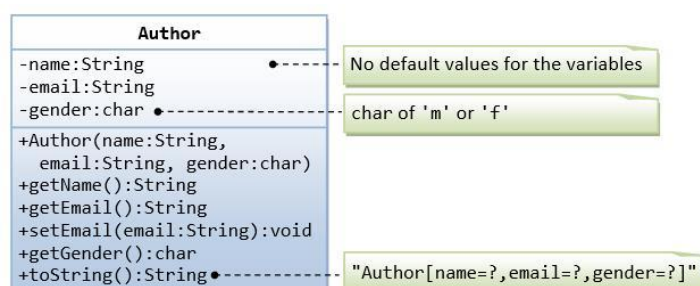 Author
-name:String
No default values for the variables
-email:String
-gender:char
char of 'm' or 'f'
+Author(name:String,
email:String, gender:char)
+getName():String
+getEmail():String
+setEmail(email:String):void
+getGender():char
+toString():String
"Author[name=?,email=?,gender=?]"